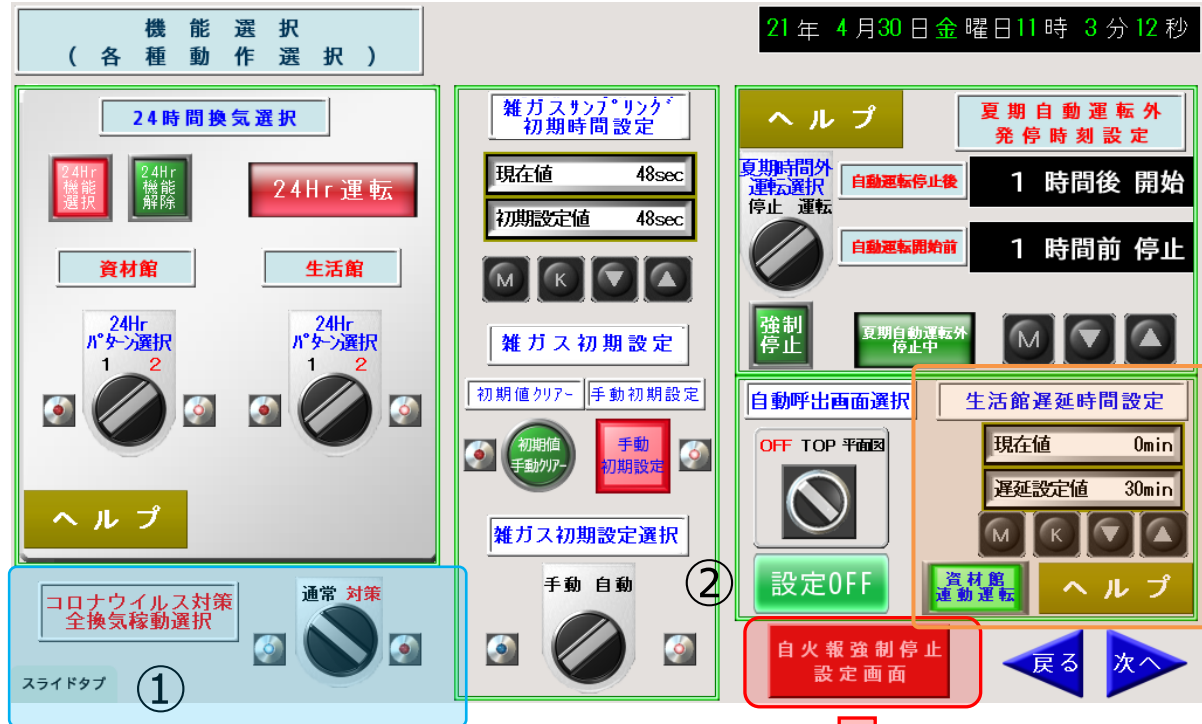 機 能 選 択
( 各 種 動 作 選 択 )
21年 4月30日金曜日11時 3分12秒
24時間換気選択
24Hr
機能
選択
24Hr
機能
解除
24Hr運転
資材館
生活館
24Hr
パターン選択
1 2
24Hr
パターン選択
1 2
ヘルプ
コロナウイルス対策
全換気稼動選択
通常 対策
スライドタブ
①
雑ガスサンプリング
初期時間設定
現在値 48sec
初期設定値 48sec
M K ▼ ▲
雑ガス初期設定
初期値クリアー
手動初期設定
初期値
手動クリアー
手動
初期設定
雑ガス初期設定選択
手動 自動
②
ヘルプ
夏期自動運転外
発停時刻設定
夏期時間外
運転選択
停止 運転
自動運転停止後
1 時間後 開始
自動運転開始前
1 時間前 停止
強制
停止
夏期自動運転外
停止中
M ▼ ▲
自動呼出画面選択
OFF TOP 平面図
設定OFF
生活館遅延時間設定
現在値 0min
遅延設定値 30min
M K ▼ ▲
資材館
連動運転
ヘルプ
自火報強制停止
設定画面
戻る
次へ